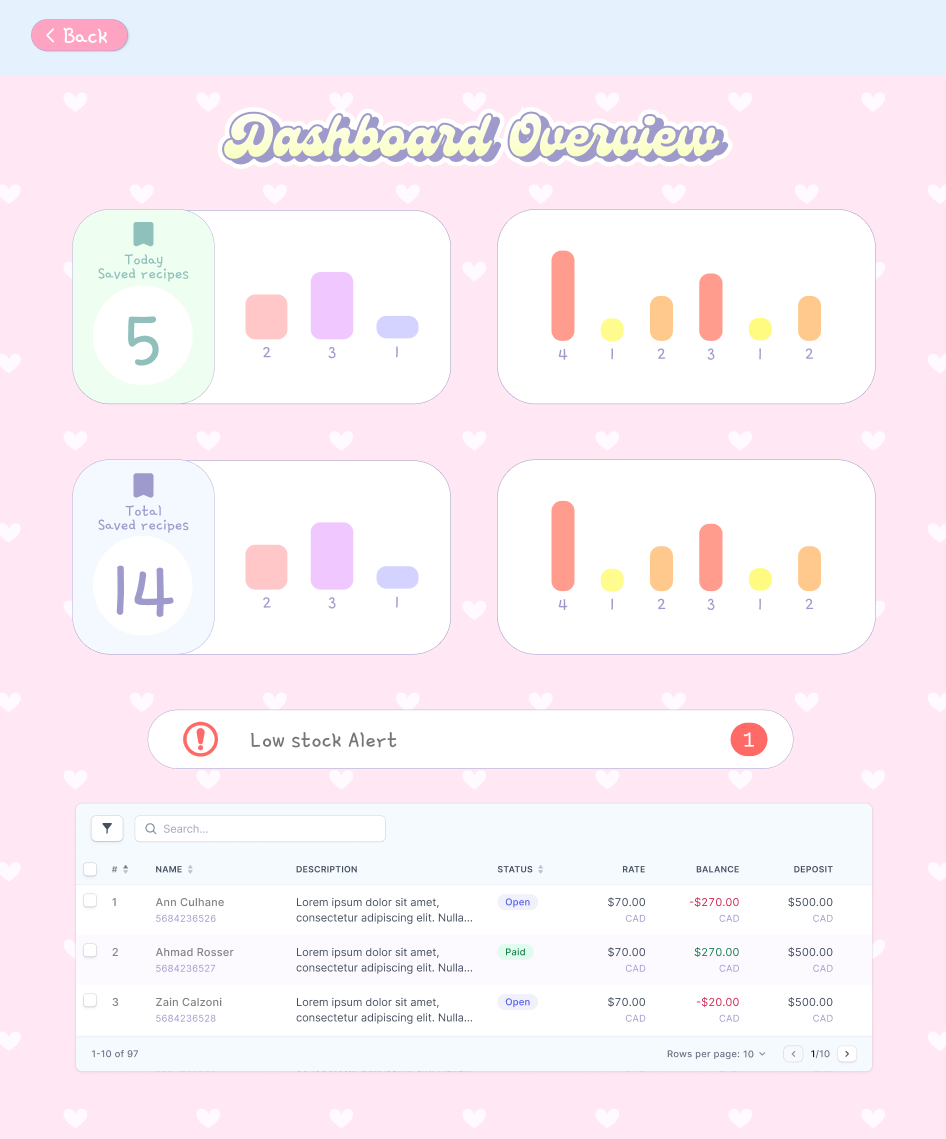 Back
Dashboard Overview
Today
Saved recipes
5
2 3 1
4 1 2 3 1 2
Total
Saved recipes
14
2 3 1
4 1 2 3 1 2
Low stock Alert 1
Search...
# NAME DESCRIPTION STATUS RATE BALANCE DEPOSIT
1 Ann Culhane Lorem ipsum dolor sit amet, Open $70.00 -$270.00 $500.00
5684236526 consectetur adipiscing elit. Nulla... CAD CAD CAD
2 Ahmad Rosser Lorem ipsum dolor sit amet, Paid $70.00 $270.00 $500.00
5684236527 consectetur adipiscing elit. Nulla... CAD CAD CAD
3 Zain Calzoni Lorem ipsum dolor sit amet, Open $70.00 -$20.00 $500.00
5684236528 consectetur adipiscing elit. Nulla... CAD CAD CAD
1-10 of 97 Rows per page: 10 1/10